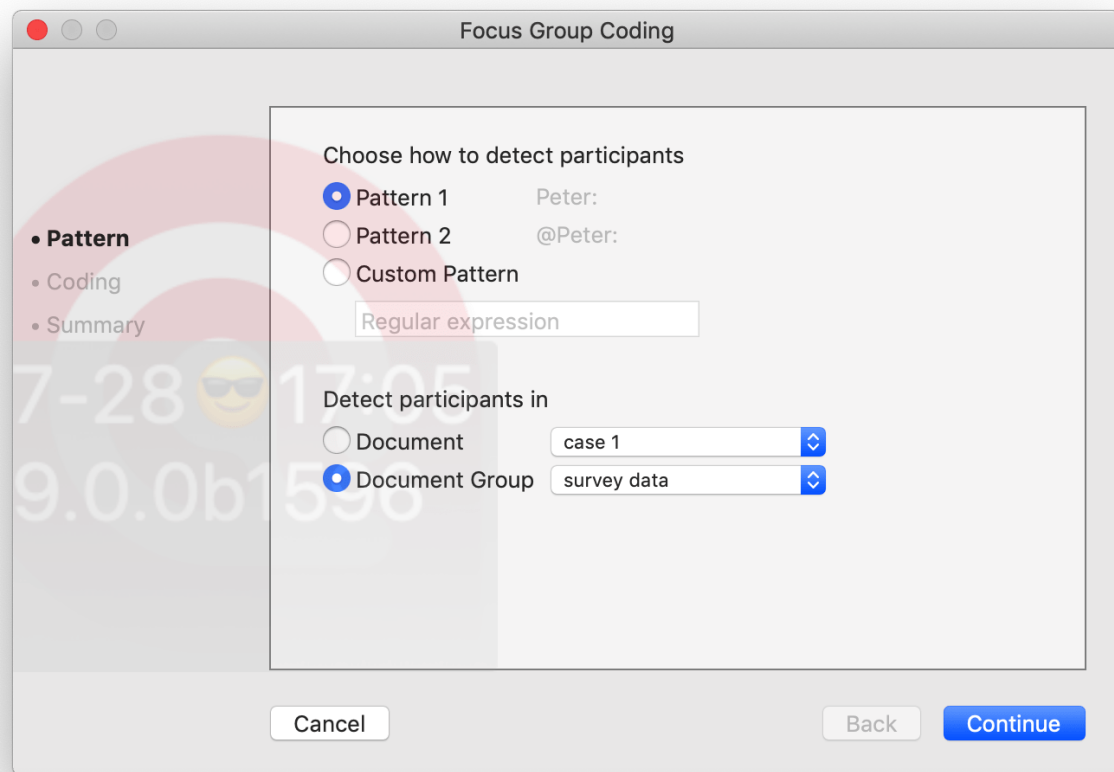 Focus Group Coding
• Pattern
• Coding
• Summary
Choose how to detect participants
Pattern 1 Peter:
Pattern 2 @Peter:
Custom Pattern
Regular expression
Detect participants in
Document case 1
Document Group survey data
7-28😎17:05
9.0.0b1596
Cancel Back Continue